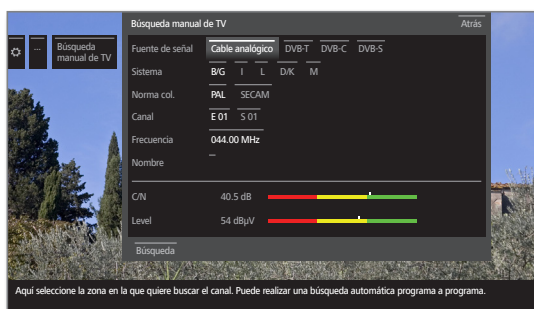 Búsqueda manual de TV Atrás
... Búsqueda manual de TV
Fuente de señal Cable analógico DVB-T DVB-C DVB-S
Sistema B/G I L D/K M
Norma col. PAL SECAM
Canal E 01 S 01
Frecuencia 044.00 MHz
Nombre –
C/N 40.5 dB
Level 54 dBµV
Búsqueda
Aquí seleccione la zona en la que quiere buscar el canal. Puede realizar una búsqueda automática programa a programa.